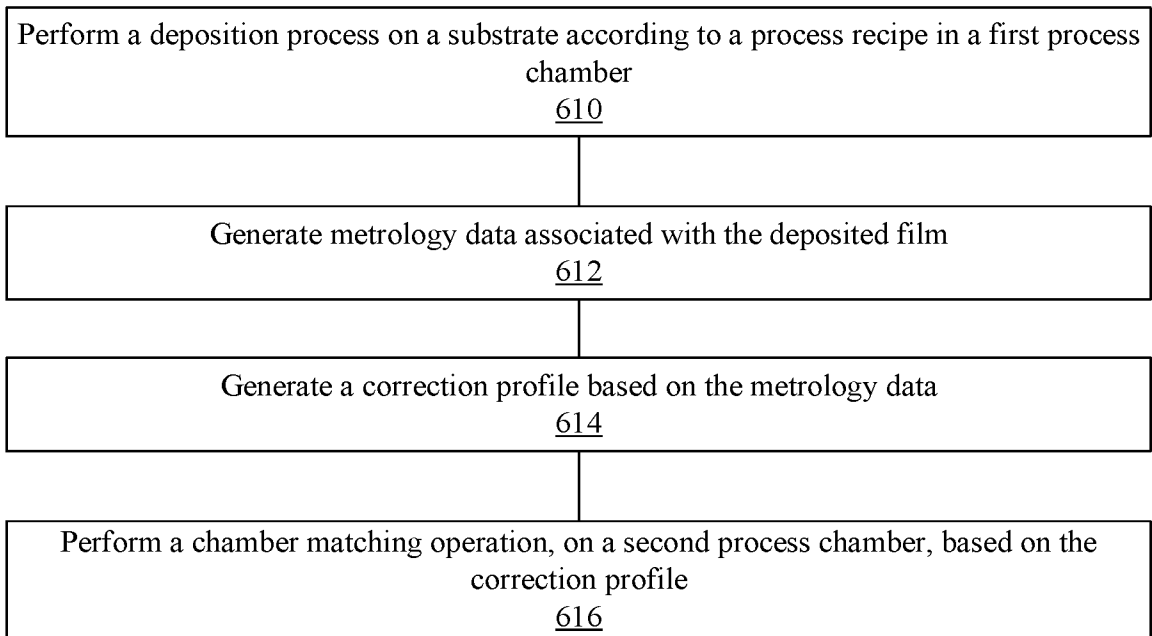 Perform a deposition process on a substrate according to a process recipe in a first process
chamber
610
Generate metrology data associated with the deposited film
612
Generate a correction profile based on the metrology data
614
Perform a chamber matching operation, on a second process chamber, based on the
correction profile
616